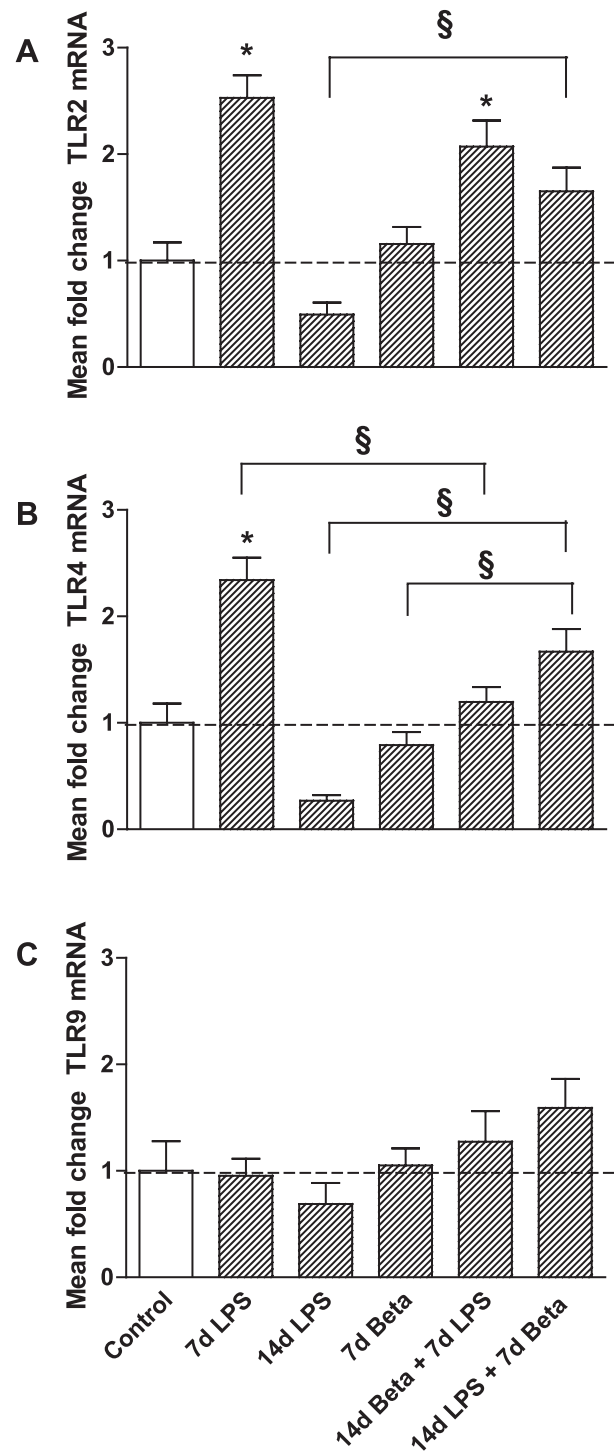 A
Mean fold change TLR2 mRNA
3
2
1
0
*
*
§
B
Mean fold change TLR4 mRNA
3
2
1
0
*
§
§
§
C
Mean fold change TLR9 mRNA
3
2
1
0
Control
7d LPS
14d LPS
7d Beta
14d Beta + 7d LPS
14d LPS + 7d Beta